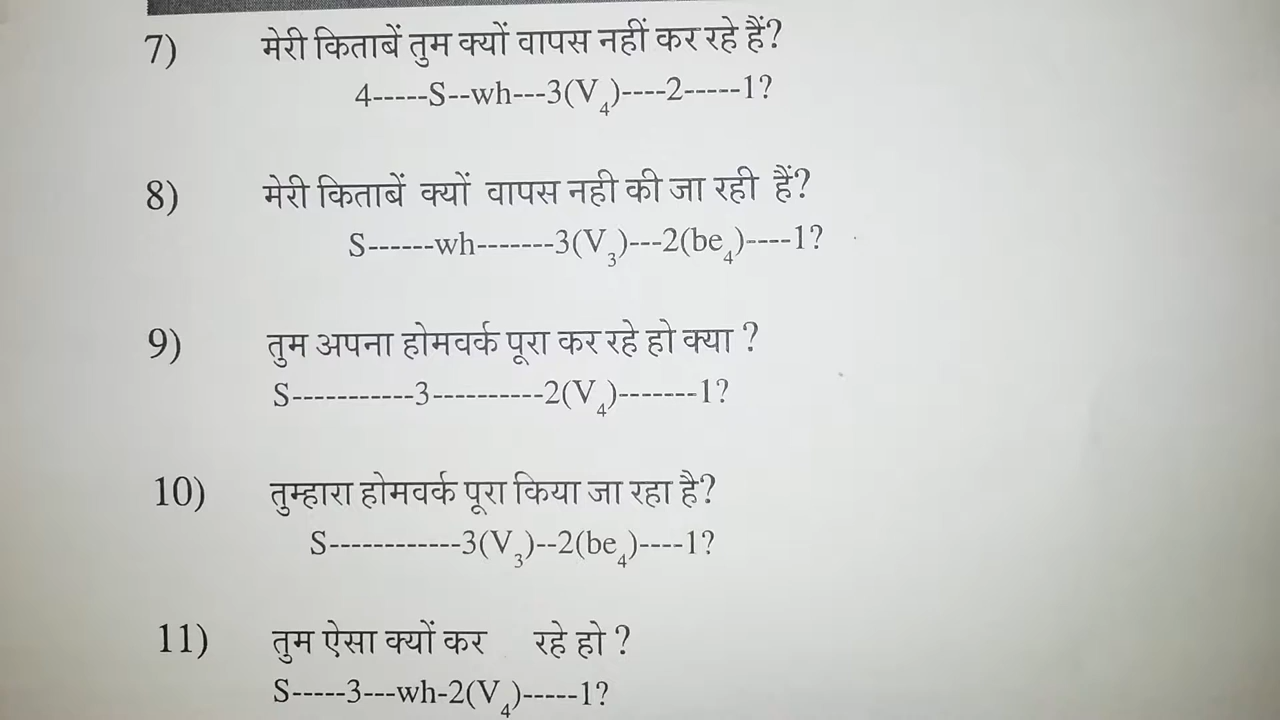 7) मेरी किताबें तुम क्यों वापस नहीं कर रहे हैं?
4-----S--wh---3(V₄)----2-----1?
8) मेरी किताबें क्यों वापस नही की जा रही हैं?
S------wh-------3(V₃)---2(be₄)----1?
9) तुम अपना होमवर्क पूरा कर रहे हो क्या ?
S-----------3----------2(V₄)-------1?
10) तुम्हारा होमवर्क पूरा किया जा रहा है?
S------------3(V₃)--2(be₄)----1?
11) तुम ऐसा क्यों कर रहे हो ?
S-----3---wh-2(V₄)-----1?